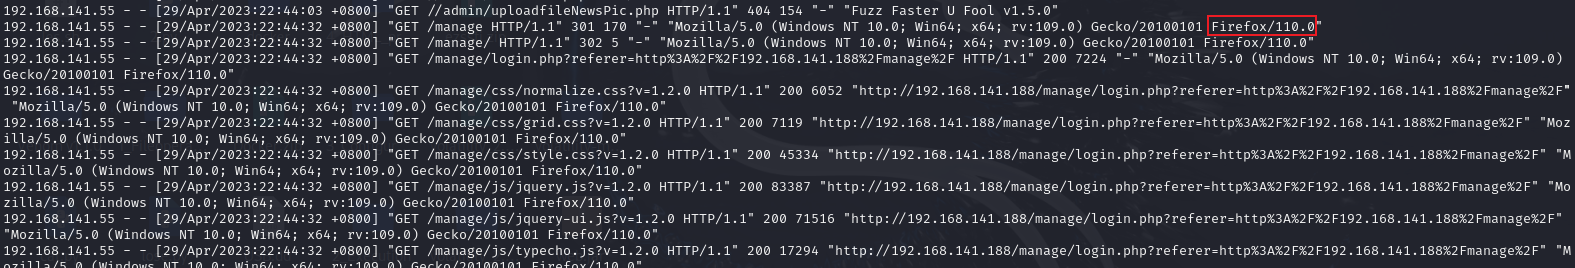 192.168.141.55 - - [29/Apr/2023:22:44:03 +0800] "GET //admin/uploadfileNewsPic.php HTTP/1.1" 404 154 "-" "Fuzz Faster U Fool v1.5.0"
192.168.141.55 - - [29/Apr/2023:22:44:32 +0800] "GET /manage HTTP/1.1" 301 170 "-" "Mozilla/5.0 (Windows NT 10.0; Win64; x64; rv:109.0) Gecko/20100101 Firefox/110.0"
192.168.141.55 - - [29/Apr/2023:22:44:32 +0800] "GET /manage/ HTTP/1.1" 302 5 "-" "Mozilla/5.0 (Windows NT 10.0; Win64; x64; rv:109.0) Gecko/20100101 Firefox/110.0"
192.168.141.55 - - [29/Apr/2023:22:44:32 +0800] "GET /manage/login.php?referer=http%3A%2F%2F192.168.141.188%2Fmanage%2F HTTP/1.1" 200 7224 "-" "Mozilla/5.0 (Windows NT 10.0; Win64; x64; rv:109.0)
Gecko/20100101 Firefox/110.0"
192.168.141.55 - - [29/Apr/2023:22:44:32 +0800] "GET /manage/css/normalize.css?v=1.2.0 HTTP/1.1" 200 6052 "http://192.168.141.188/manage/login.php?referer=http%3A%2F%2F192.168.141.188%2Fmanage%2F"
"Mozilla/5.0 (Windows NT 10.0; Win64; x64; rv:109.0) Gecko/20100101 Firefox/110.0"
192.168.141.55 - - [29/Apr/2023:22:44:32 +0800] "GET /manage/css/grid.css?v=1.2.0 HTTP/1.1" 200 7119 "http://192.168.141.188/manage/login.php?referer=http%3A%2F%2F192.168.141.188%2Fmanage%2F" "Moz
illa/5.0 (Windows NT 10.0; Win64; x64; rv:109.0) Gecko/20100101 Firefox/110.0"
192.168.141.55 - - [29/Apr/2023:22:44:32 +0800] "GET /manage/css/style.css?v=1.2.0 HTTP/1.1" 200 45334 "http://192.168.141.188/manage/login.php?referer=http%3A%2F%2F192.168.141.188%2Fmanage%2F" "M
ozilla/5.0 (Windows NT 10.0; Win64; x64; rv:109.0) Gecko/20100101 Firefox/110.0"
192.168.141.55 - - [29/Apr/2023:22:44:32 +0800] "GET /manage/js/jquery.js?v=1.2.0 HTTP/1.1" 200 83387 "http://192.168.141.188/manage/login.php?referer=http%3A%2F%2F192.168.141.188%2Fmanage%2F" "Mo
zilla/5.0 (Windows NT 10.0; Win64; x64; rv:109.0) Gecko/20100101 Firefox/110.0"
192.168.141.55 - - [29/Apr/2023:22:44:32 +0800] "GET /manage/js/jquery-ui.js?v=1.2.0 HTTP/1.1" 200 71516 "http://192.168.141.188/manage/login.php?referer=http%3A%2F%2F192.168.141.188%2Fmanage%2F"
"Mozilla/5.0 (Windows NT 10.0; Win64; x64; rv:109.0) Gecko/20100101 Firefox/110.0"
192.168.141.55 - - [29/Apr/2023:22:44:32 +0800] "GET /manage/js/typecho.js?v=1.2.0 HTTP/1.1" 200 17294 "http://192.168.141.188/manage/login.php?referer=http%3A%2F%2F192.168.141.188%2Fmanage%2F" "M
ozilla/5.0 (Windows NT 10.0; Win64; x64; rv:109.0) Gecko/20100101 Firefox/110.0"